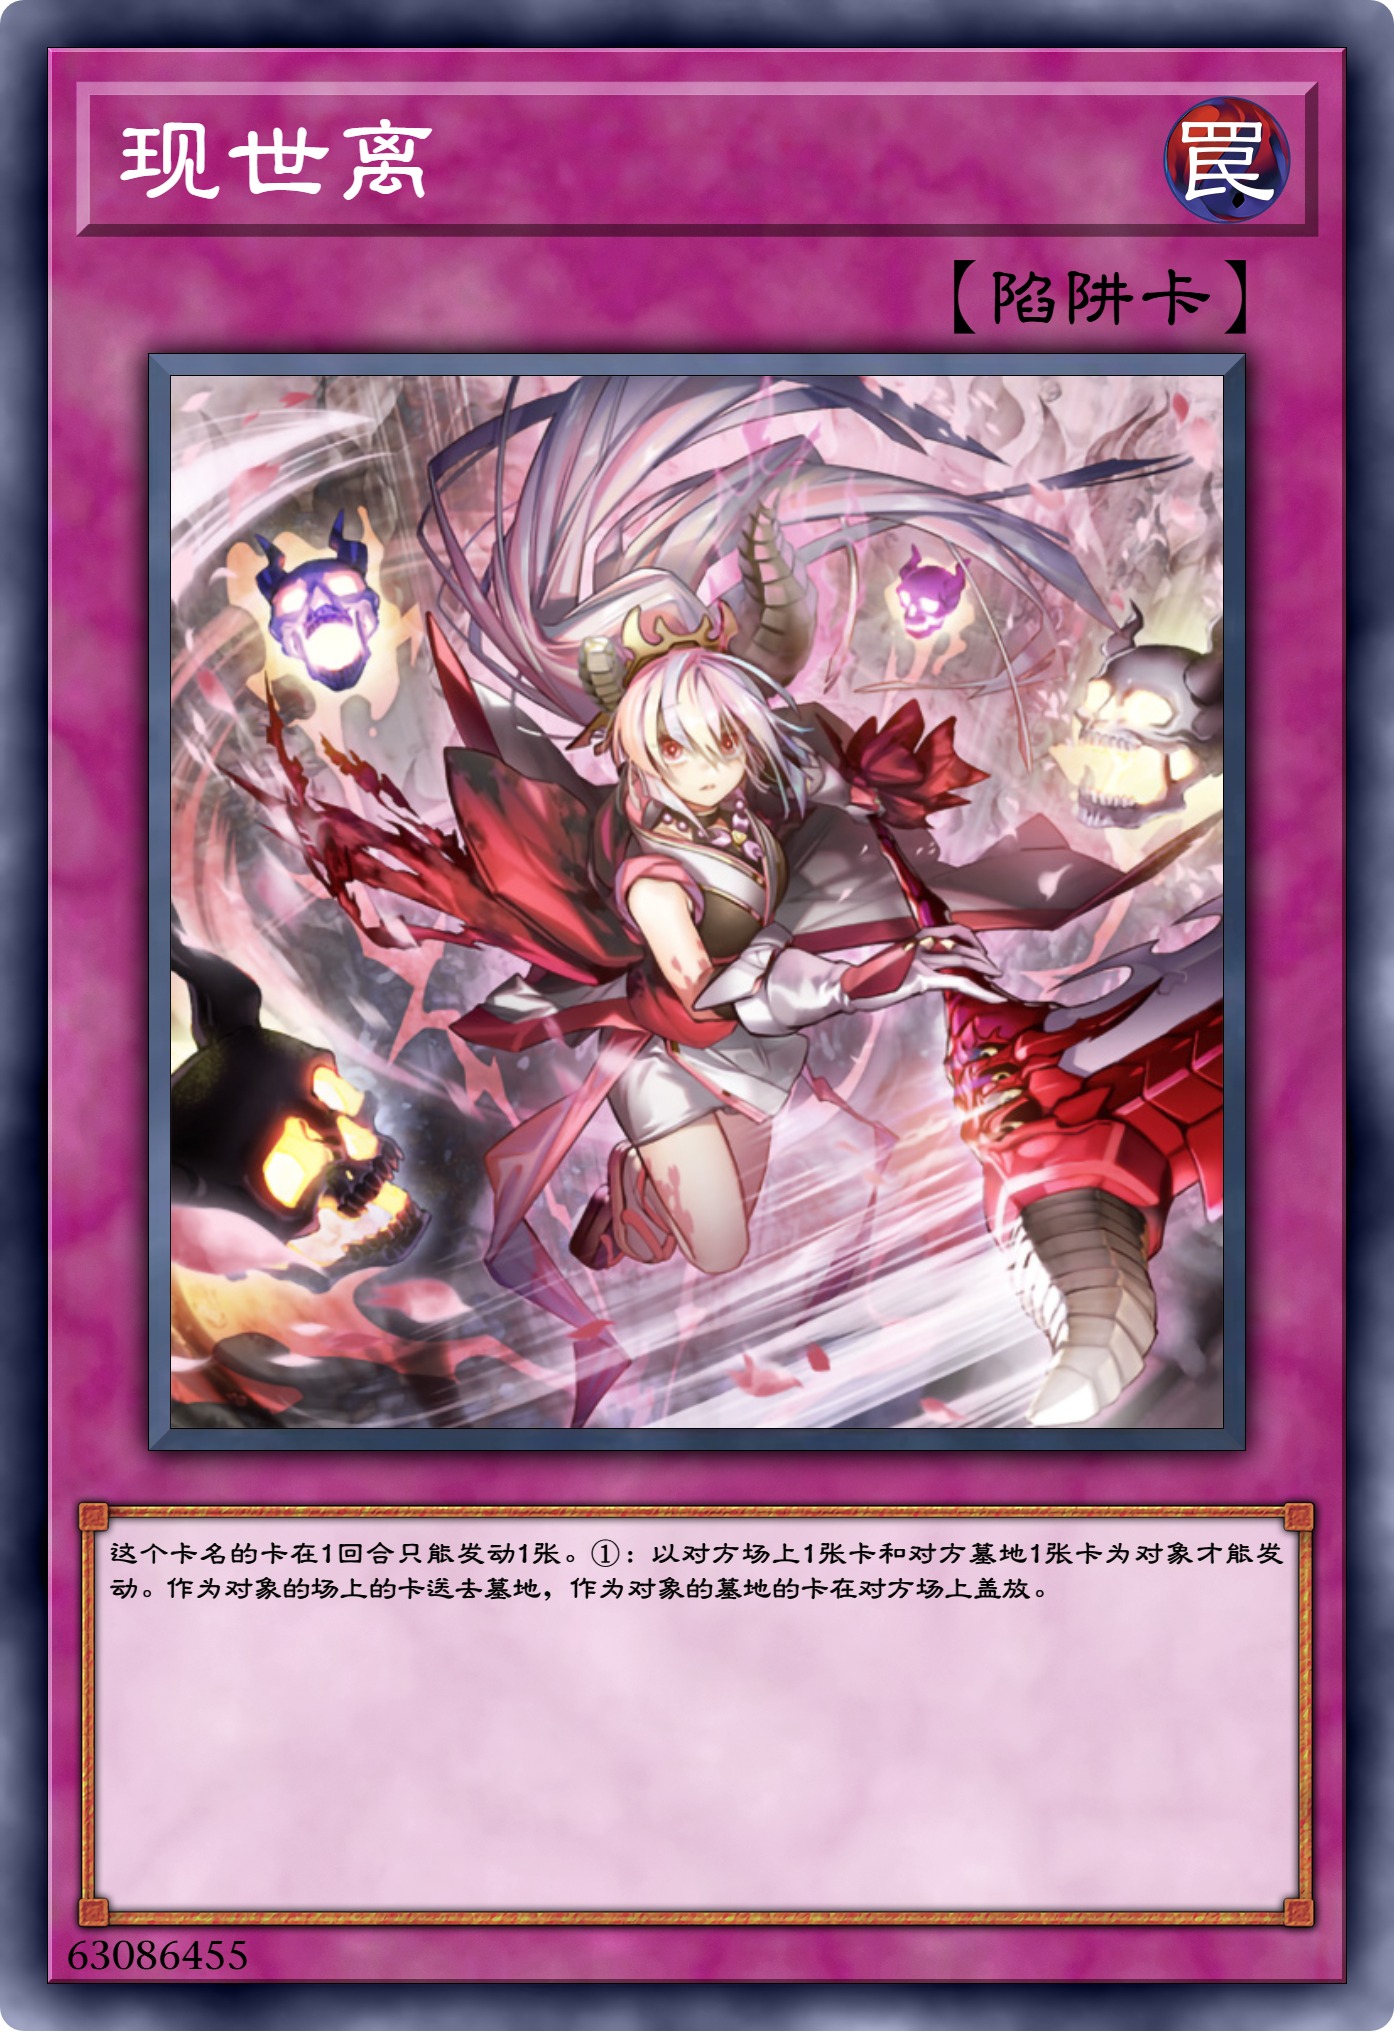 现世离
罠
【陷阱卡】
这个卡名的卡在1回合只能发动1张。①：以对方场上1张卡和对方墓地1张卡为对象才能发
动。作为对象的场上的卡送去墓地，作为对象的墓地的卡在对方场上盖放。
63086455